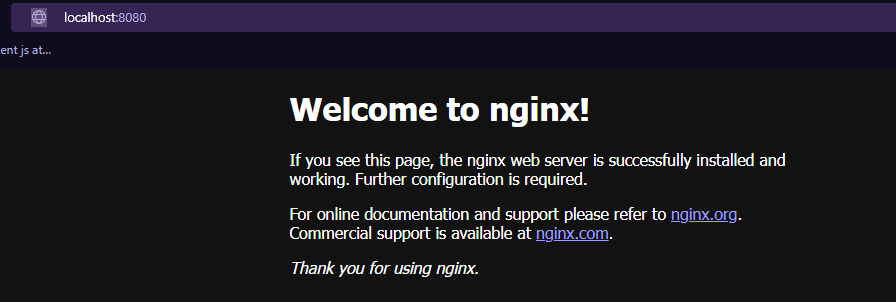 localhost:8080
ent js at...
Welcome to nginx!
If you see this page, the nginx web server is successfully installed and
working. Further configuration is required.
For online documentation and support please refer to nginx.org.
Commercial support is available at nginx.com.
Thank you for using nginx.